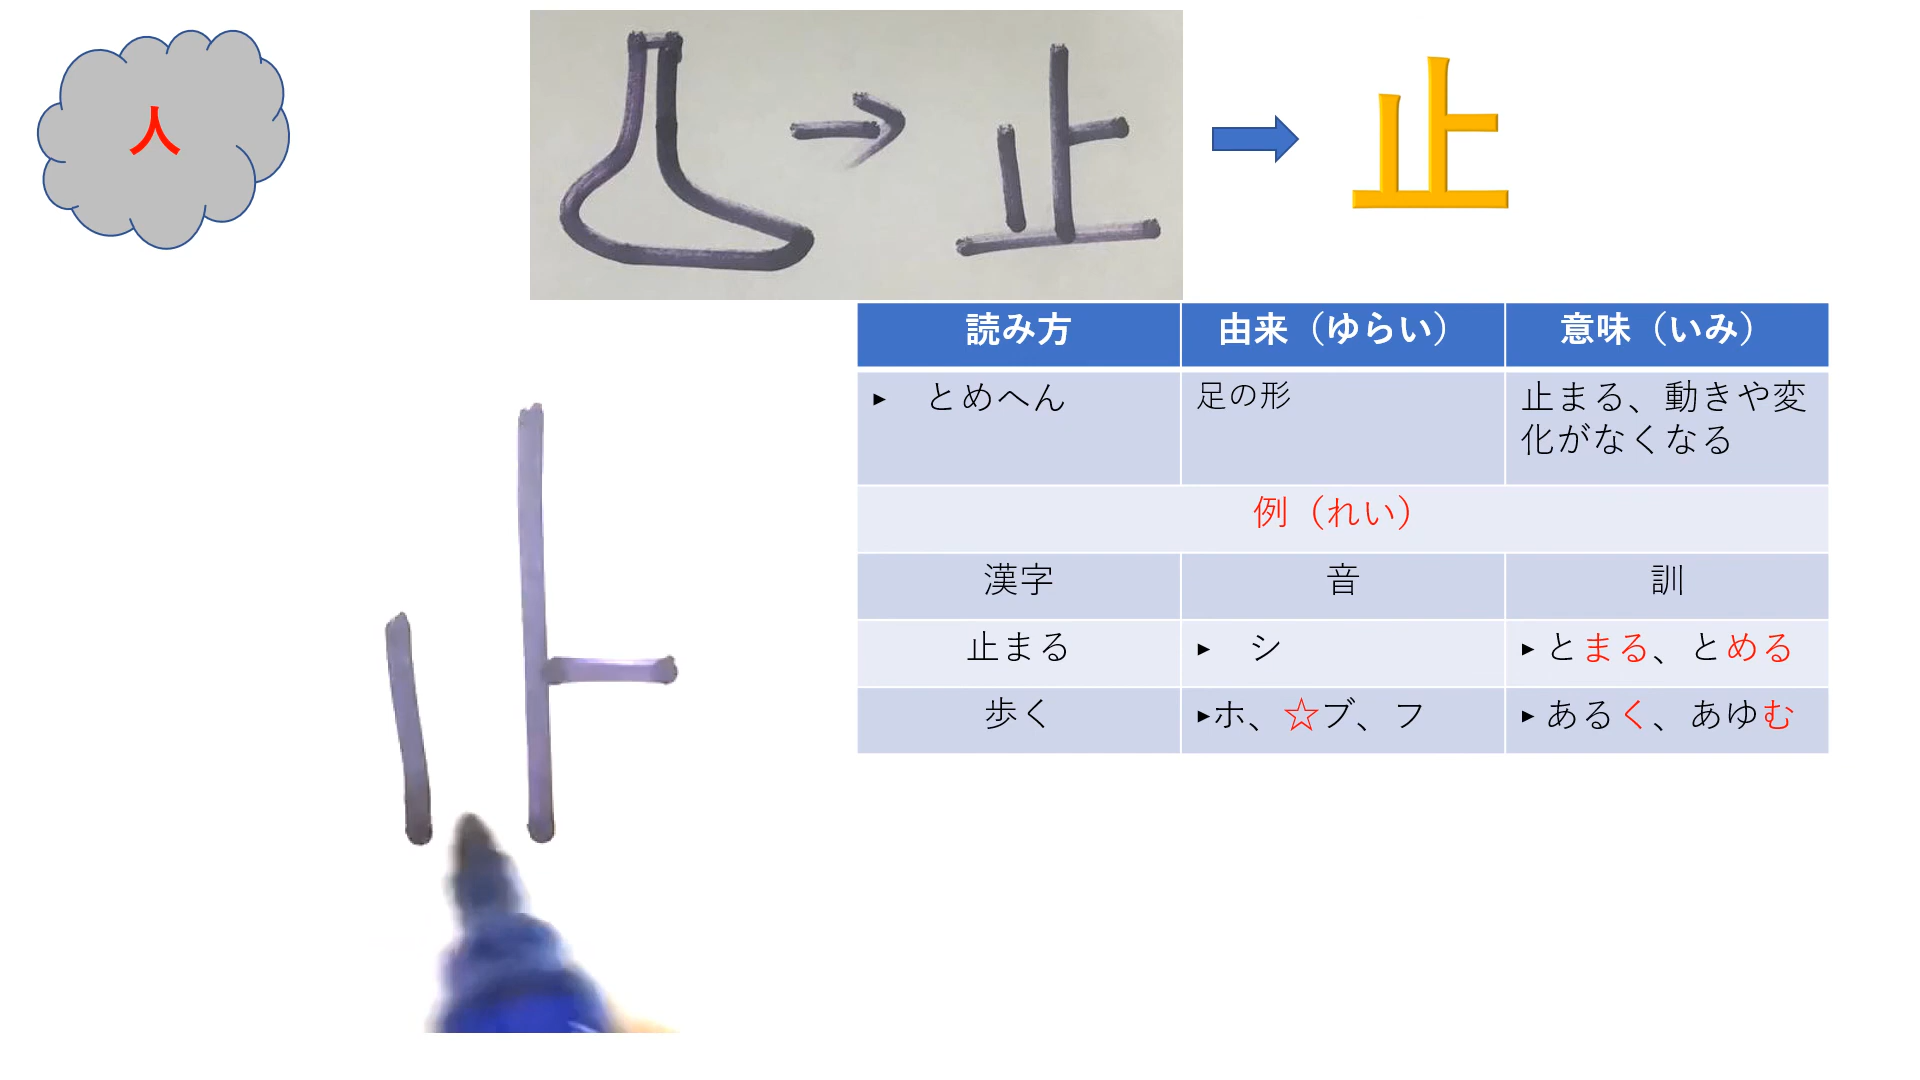 人
止
止
読み方 由来（ゆらい） 意味（いみ）
▸ とめへん 足の形 止まる、動きや変
化がなくなる
例（れい）
漢字 音 訓
止まる ▸ シ ▸とまる、とめる
歩く ▸ホ、☆ブ、フ ▸あるく、あゆむ